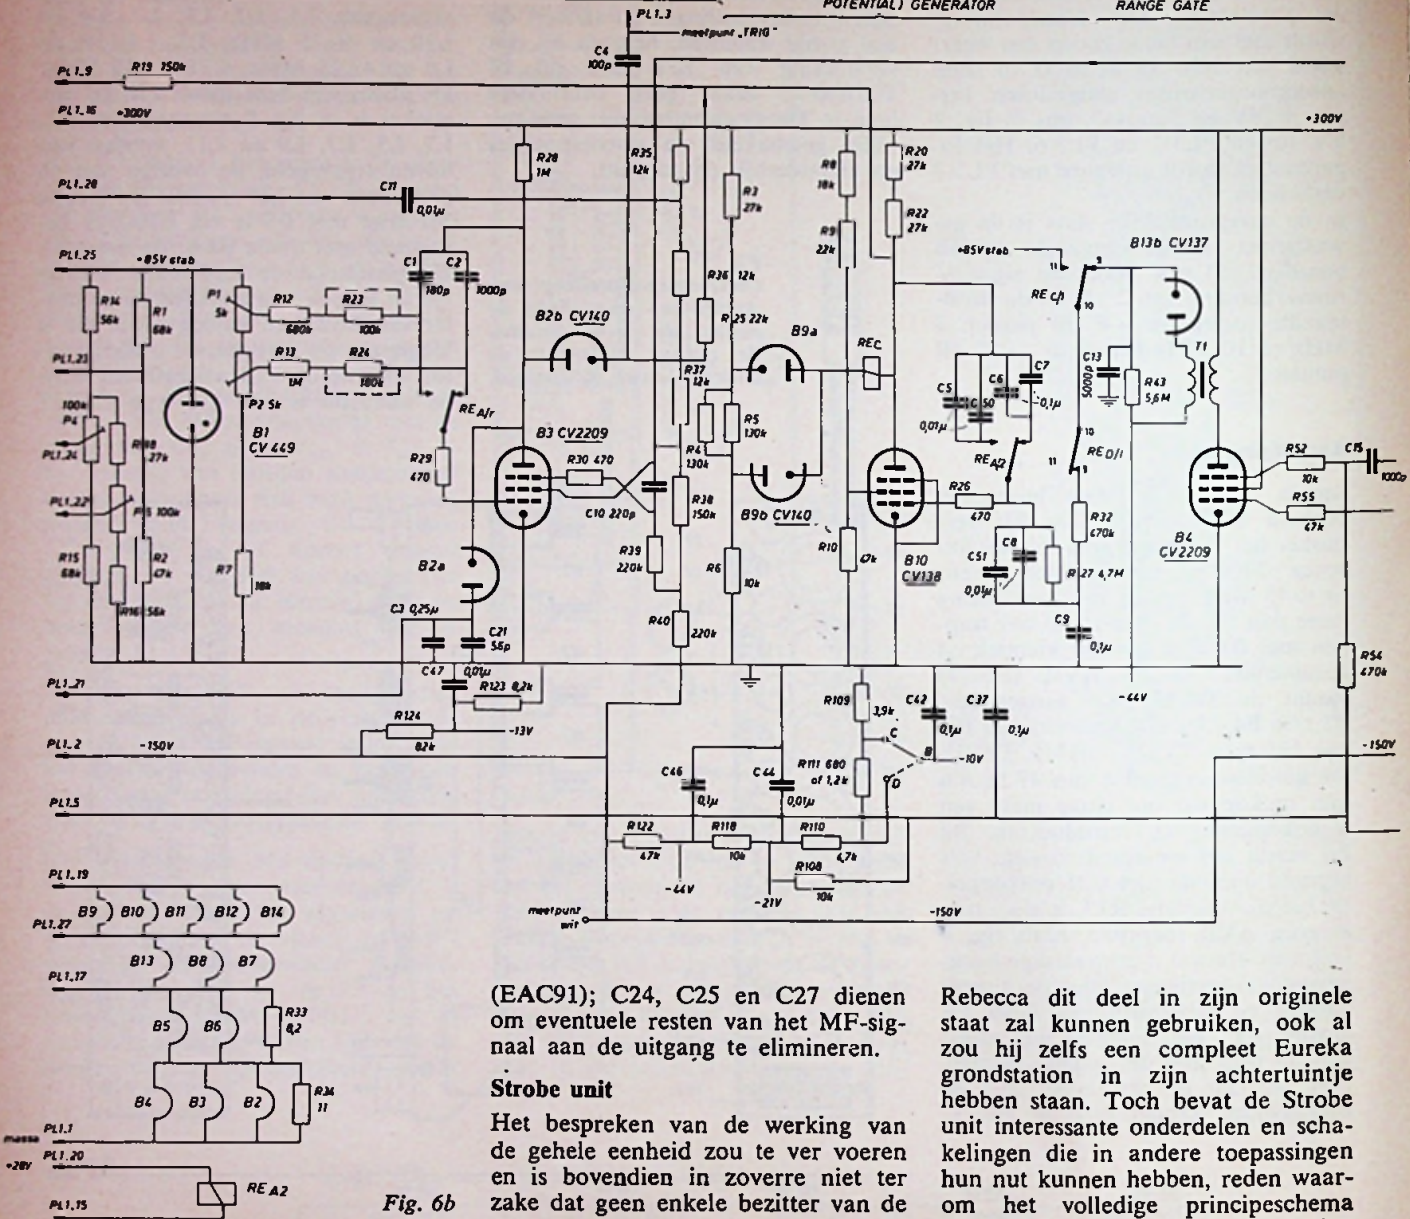 POTENTIAL) GENERATOR
RANGE GATE
PL1.3
meetpunt „TRIG"
C4
100p
PL1.9
R19 150k
PL1.16
+300V
+300V
PL1.28
C11
0,01µ
R28
1M
R35
12k
R3
27k
R8
18k
R9
22k
R20
27k
R22
27k
PL1.25
+85V stab
R14
56k
R1
68k
P1
5k
R12
680k
R23
100k
C1
180p
C2
1000p
R13
1M
R24
180k
P2 5k
PL1.23
100k
P4
PL1.24
27k
PL1.22
100k
R15
68k
R2
47k
R16 56k
R7
18k
B1
CV 449
RE A/r
R29
470
B2b CV140
B3 CV2209
R30 470
C10 220p
R36 12k
R25 22k
R37
12k
R4
130k
R5
130k
R38
150k
R39
220k
R40
220k
R6
10k
B9a
B9b CV140
REC
R10
47k
B10
CV138
R26
470
+85V stab
11
9
10
REC/1
B13b CV137
C13
5000p
R43
5,6M
T1
C5
0,01µ
C6
C7
0,1µ
RE A/2
10
11
9
RE D/1
R32
470k
C51
0,01µ
C8
27 4,7M
C9
0,1µ
-44V
B4
CV2209
R52
10k
R55
47k
C15
1000p
R54
470k
B2a
C3 0,25µ
C21
56p
C47
0,01µ
R123 8,2k
PL1.21
R124
82k
-13V
PL1.2
-150V
-150V
R109
3,9k
C42
0,1µ
C37
0,1µ
C
B
D
-10V
R111 680
of 1,2k
C46
0,1µ
C44
0,01µ
PL1.5
R122
47k
R118
10k
R110
4,7k
R108
10k
-44V
-21V
meetpunt
wit
-150V
PL1.19
B9 B10 B11 B12 B14
PL1.27
B13 B8 B7
PL1.17
B5 B6
R33
8,2
B4 B3 B2
R34
11
massa
PL1.1
+28V
PL1.20
RE A2
PL1.15
Fig. 6b
(EAC91); C24, C25 en C27 dienen
om eventuele resten van het MF-sig-
naal aan de uitgang te elimineren.
Strobe unit
Het bespreken van de werking van
de gehele eenheid zou te ver voeren
en is bovendien in zoverre niet ter
zake dat geen enkele bezitter van de
Rebecca dit deel in zijn originele
staat zal kunnen gebruiken, ook al
zou hij zelfs een compleet Eureka
grondstation in zijn achtertuintje
hebben staan. Toch bevat de Strobe
unit interessante onderdelen en scha-
kelingen die in andere toepassingen
hun nut kunnen hebben, reden waar-
om het volledige principeschema